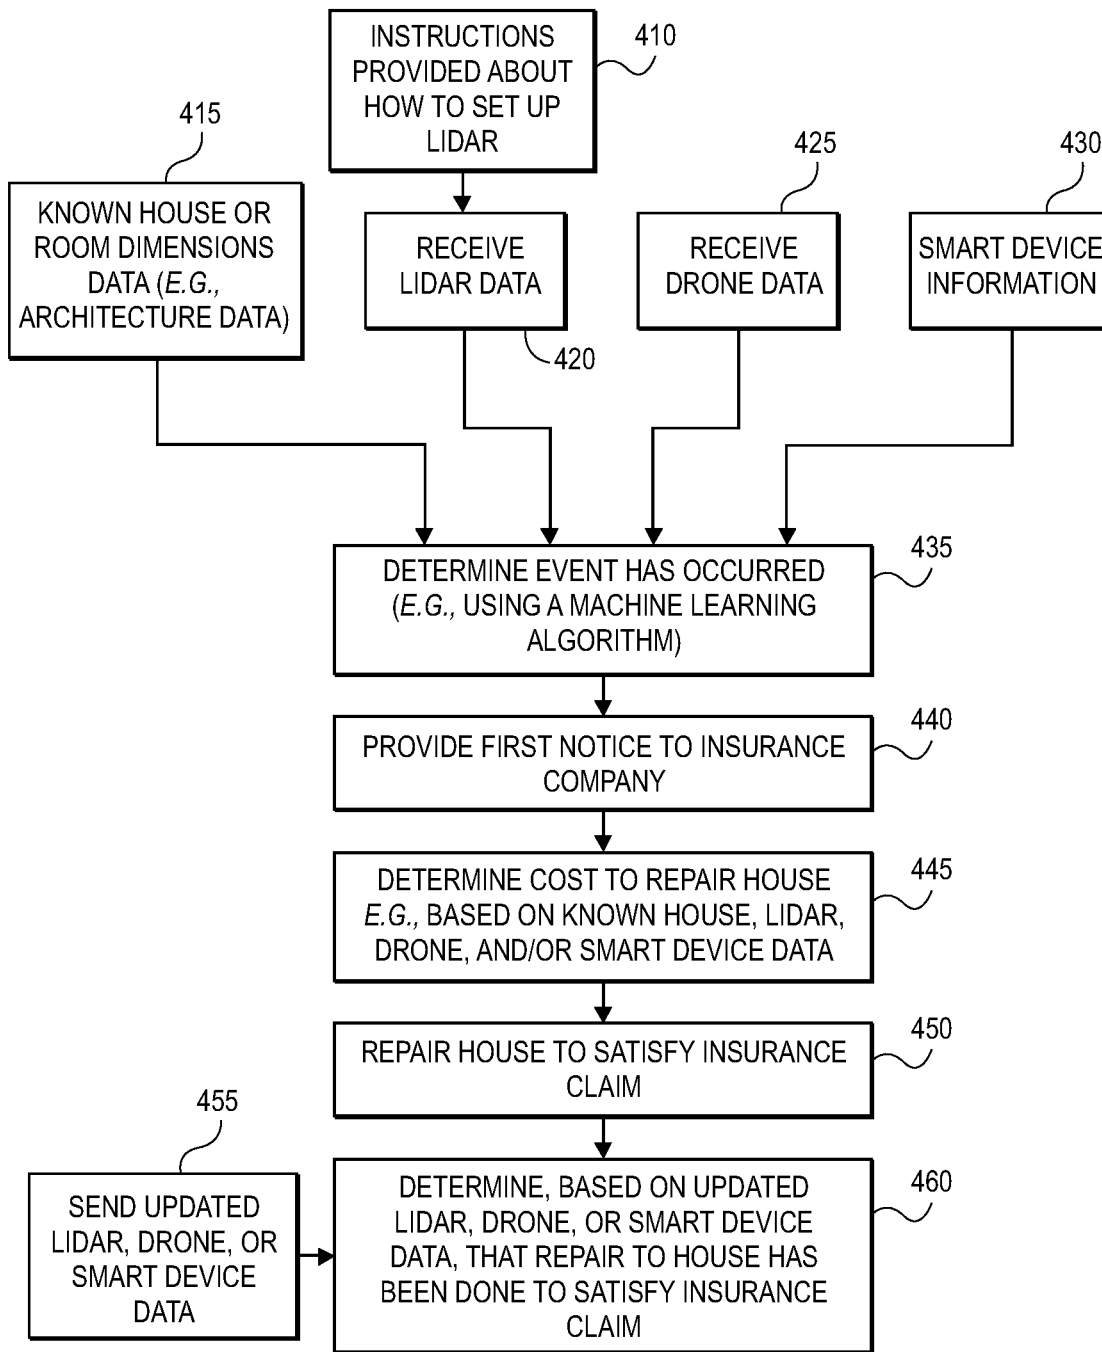 INSTRUCTIONS
PROVIDED ABOUT
HOW TO SET UP
LIDAR
410
415
KNOWN HOUSE OR
ROOM DIMENSIONS
DATA (E.G.,
ARCHITECTURE DATA)
RECEIVE
LIDAR DATA
420
425
RECEIVE
DRONE DATA
430
SMART DEVICE
INFORMATION
DETERMINE EVENT HAS OCCURRED
(E.G., USING A MACHINE LEARNING
ALGORITHM)
435
PROVIDE FIRST NOTICE TO INSURANCE
COMPANY
440
DETERMINE COST TO REPAIR HOUSE
E.G., BASED ON KNOWN HOUSE, LIDAR,
DRONE, AND/OR SMART DEVICE DATA
445
REPAIR HOUSE TO SATISFY INSURANCE
CLAIM
450
455
SEND UPDATED
LIDAR, DRONE, OR
SMART DEVICE
DATA
DETERMINE, BASED ON UPDATED
LIDAR, DRONE, OR SMART DEVICE
DATA, THAT REPAIR TO HOUSE HAS
BEEN DONE TO SATISFY INSURANCE
CLAIM
460